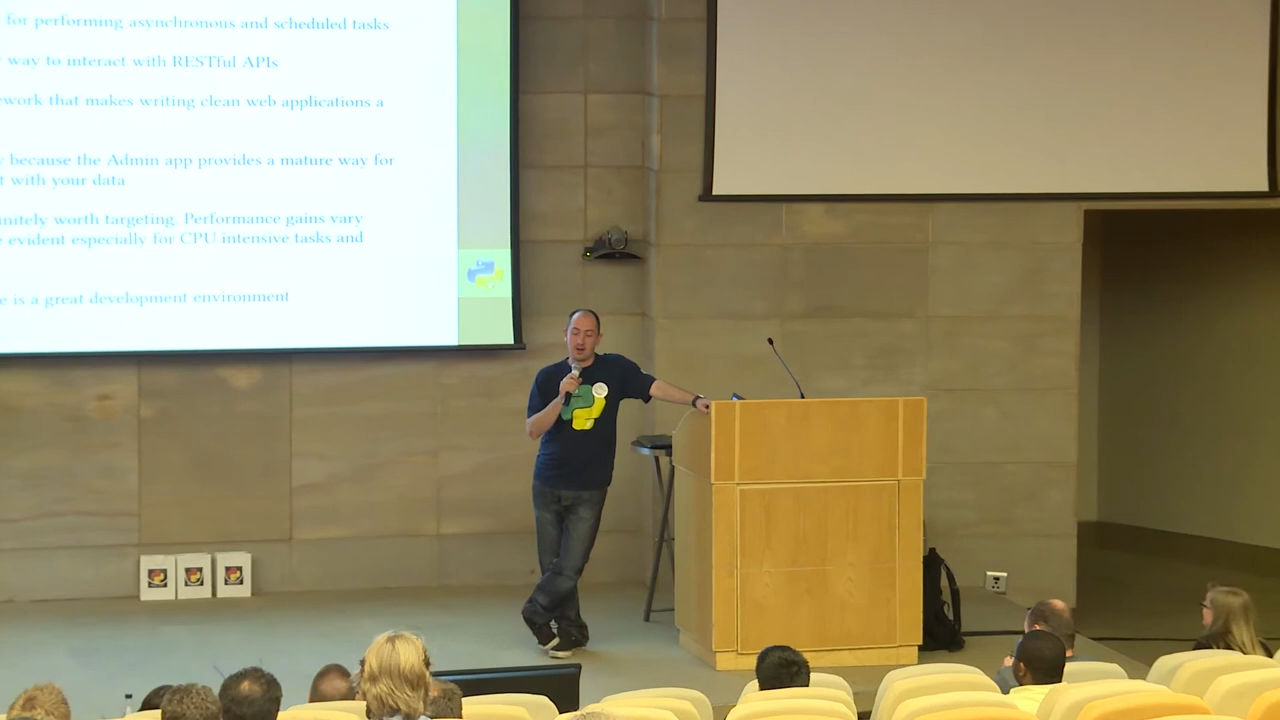 for performing asynchronous and scheduled tasks
way to interact with RESTful APIs
work that makes writing clean web applications a
because the Admin app provides a mature way for
with your data
nitely worth targeting. Performance gains vary
evident especially for CPU intensive tasks and
e is a great development environment